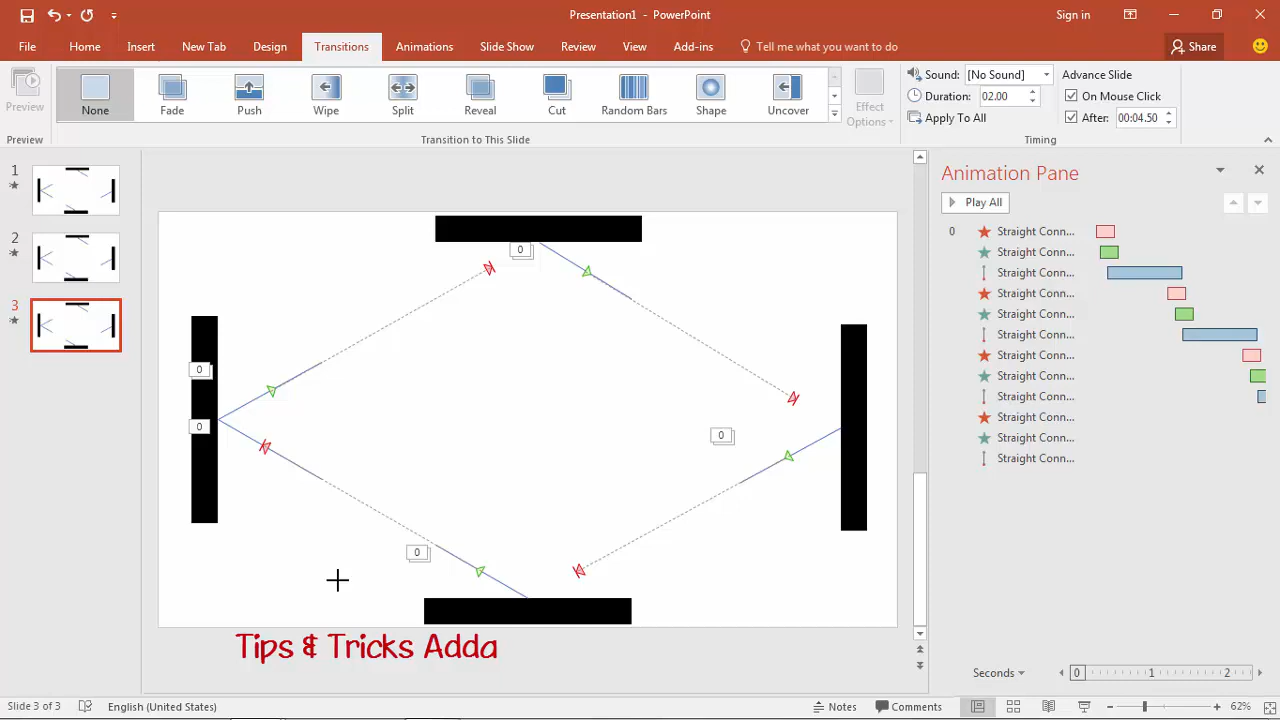 Presentation1 - PowerPoint
Sign in
File Home Insert New Tab Design Transitions Animations Slide Show Review View Add-ins Tell me what you want to do Share
Preview
None Fade Push Wipe Split Reveal Cut Random Bars Shape Uncover
Effect Options
Sound: [No Sound]
Duration: 02.00
Apply To All
Advance Slide
On Mouse Click
After: 00:04.50
Preview
Transition to This Slide
Timing
1
2
3
0
0
0
0
0
Tips & Tricks Adda
Animation Pane
Play All
0 Straight Conn...
Straight Conn...
Straight Conn...
Straight Conn...
Straight Conn...
Straight Conn...
Straight Conn...
Straight Conn...
Straight Conn...
Straight Conn...
Straight Conn...
Straight Conn...
Seconds 0 1 2
Slide 3 of 3 English (United States) Notes Comments 62%